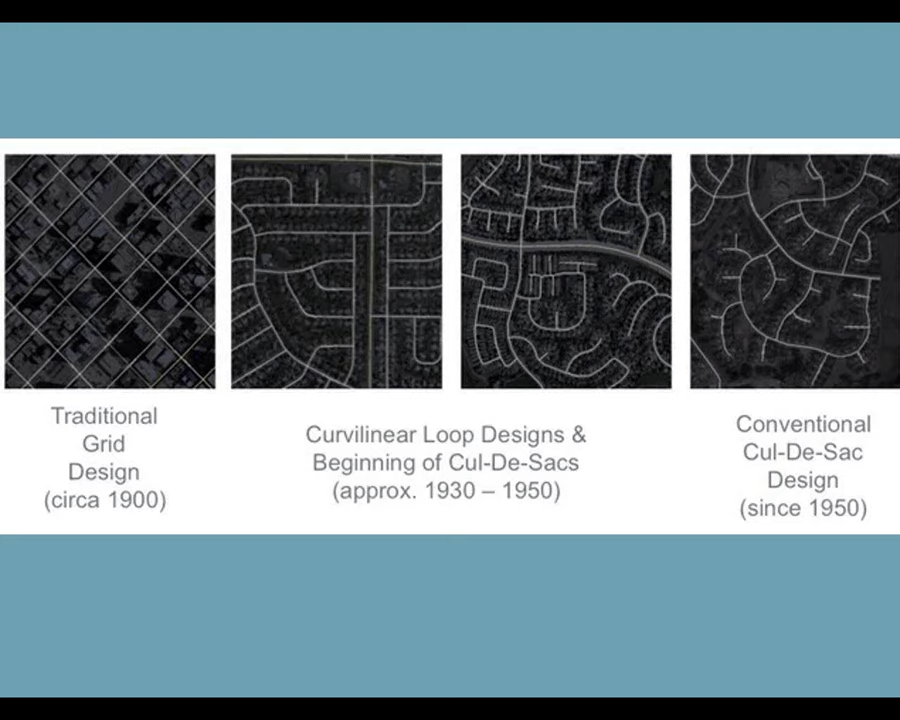 Traditional
Grid
Design
(circa 1900)
Curvilinear Loop Designs &
Beginning of Cul-De-Sacs
(approx. 1930 – 1950)
Conventional
Cul-De-Sac
Design
(since 1950)